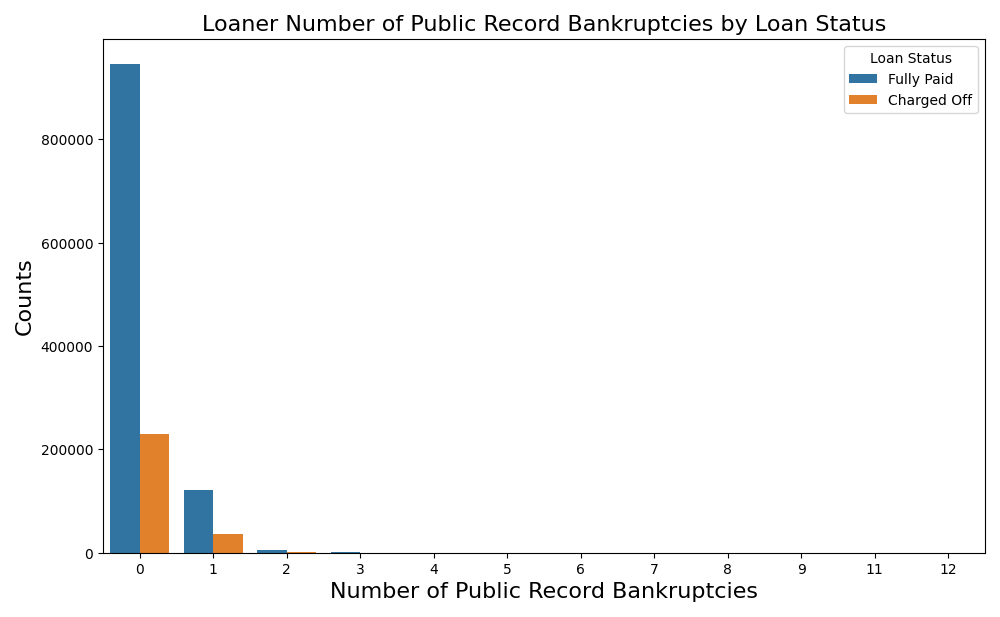 Loaner Number of Public Record Bankruptcies by Loan Status
Loan Status
Fully Paid
Charged Off
800000
600000
400000
200000
0
Counts
0 1 2 3 4 5 6 7 8 9 11 12
Number of Public Record Bankruptcies